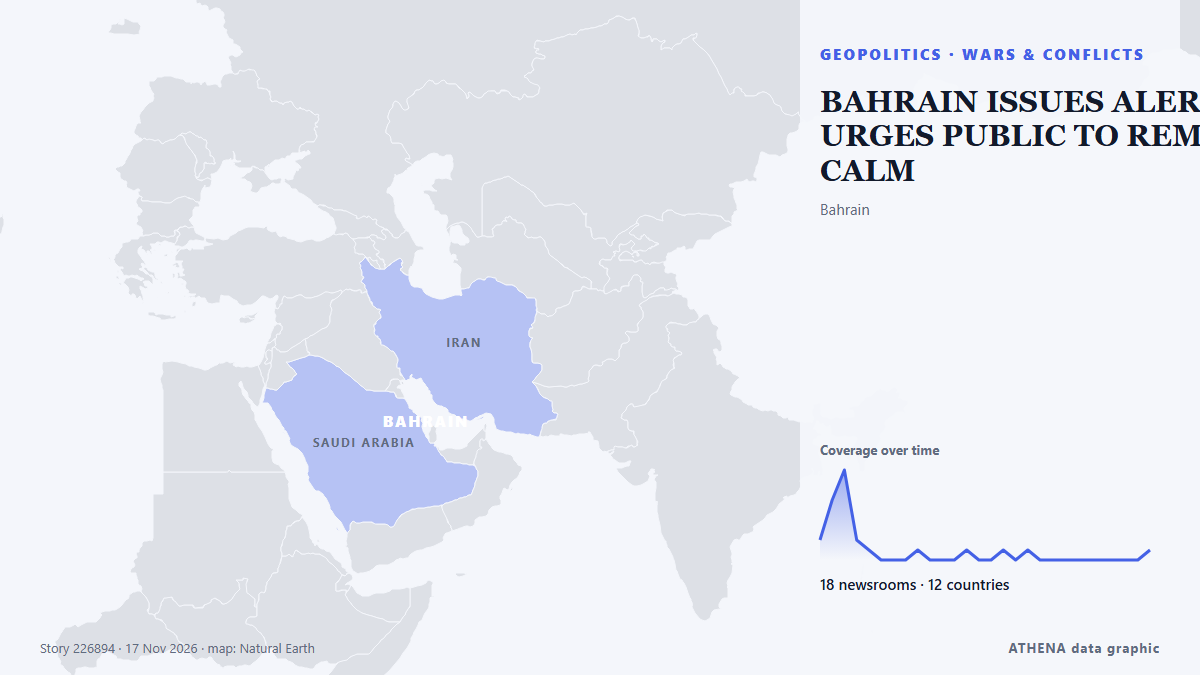 GEOPOLITICS · WARS & CONFLICTS
BAHRAIN ISSUES ALER
URGES PUBLIC TO REM
CALM
Bahrain
IRAN
BAHRAIN
SAUDI ARABIA
Coverage over time
18 newsrooms · 12 countries
Story 226894 · 17 Nov 2026 · map: Natural Earth
ATHENA data graphic